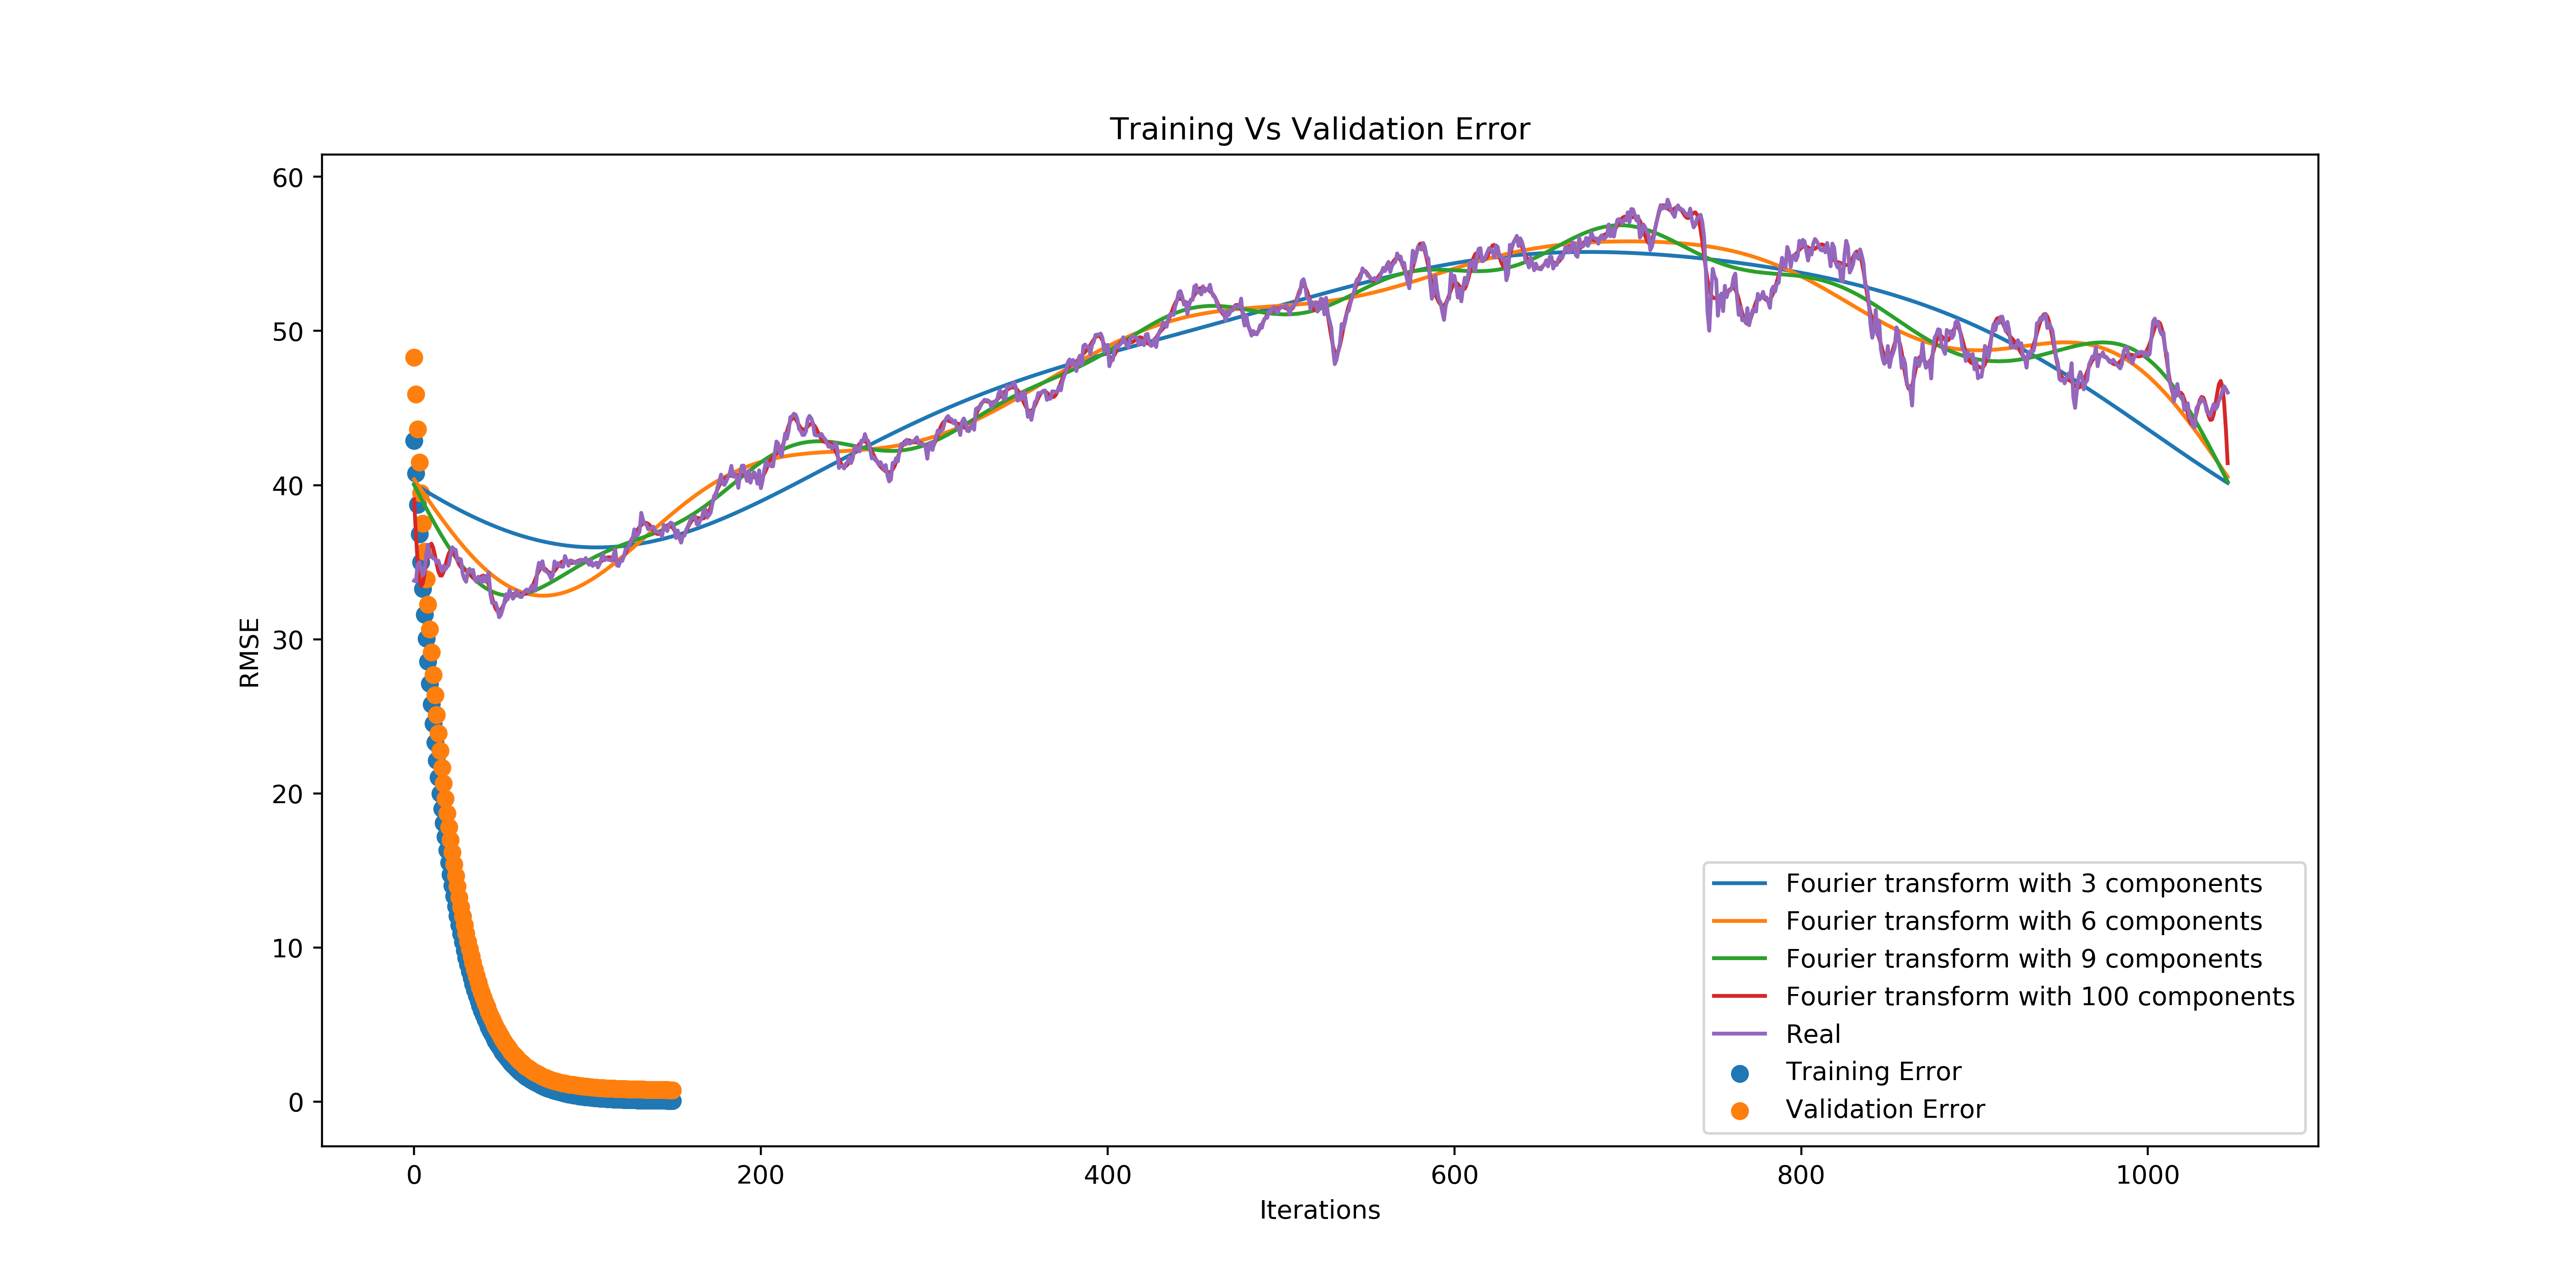 Training Vs Validation Error
60
50
40
30
20
10
0
RMSE
0 200 400 600 800 1000
Iterations
Fourier transform with 3 components
Fourier transform with 6 components
Fourier transform with 9 components
Fourier transform with 100 components
Real
Training Error
Validation Error